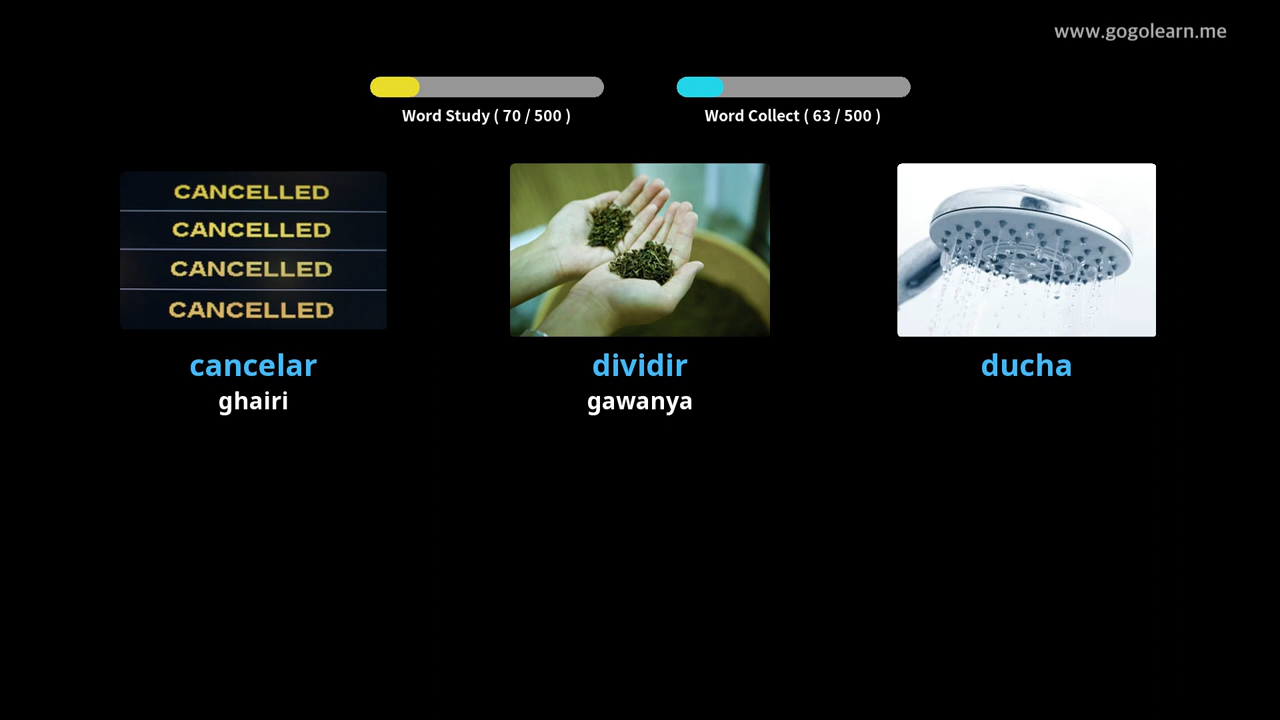 www.gogolearn.me
Word Study ( 70 / 500 )
Word Collect ( 63 / 500 )
CANCELLED
CANCELLED
CANCELLED
CANCELLED
cancelar
dividir
ducha
ghairi
gawanya